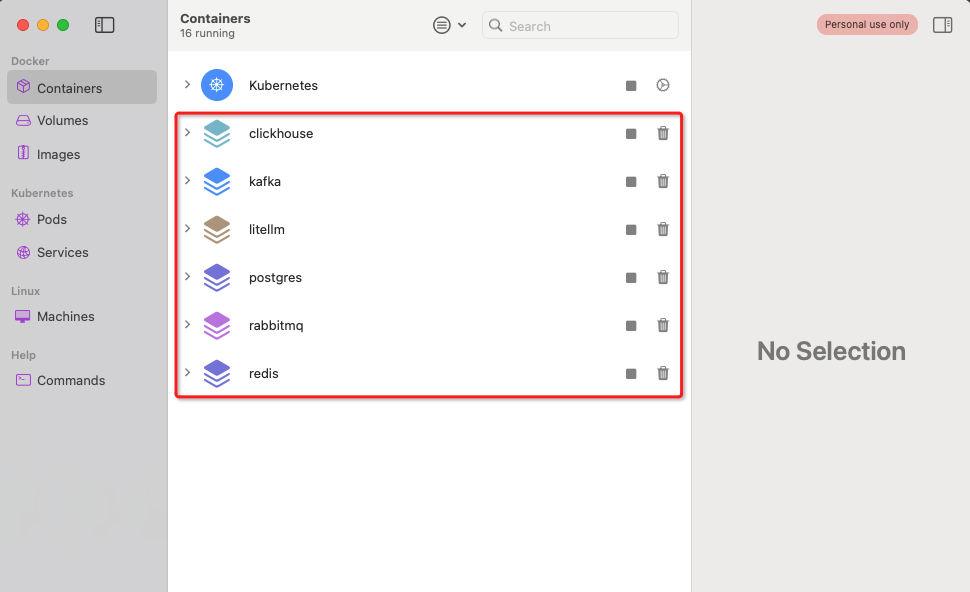 Docker
Containers
Volumes
Images
Kubernetes
Pods
Services
Linux
Machines
Help
Commands
Containers
16 running
Search
Kubernetes
clickhouse
kafka
litellm
postgres
rabbitmq
redis
Personal use only
No Selection